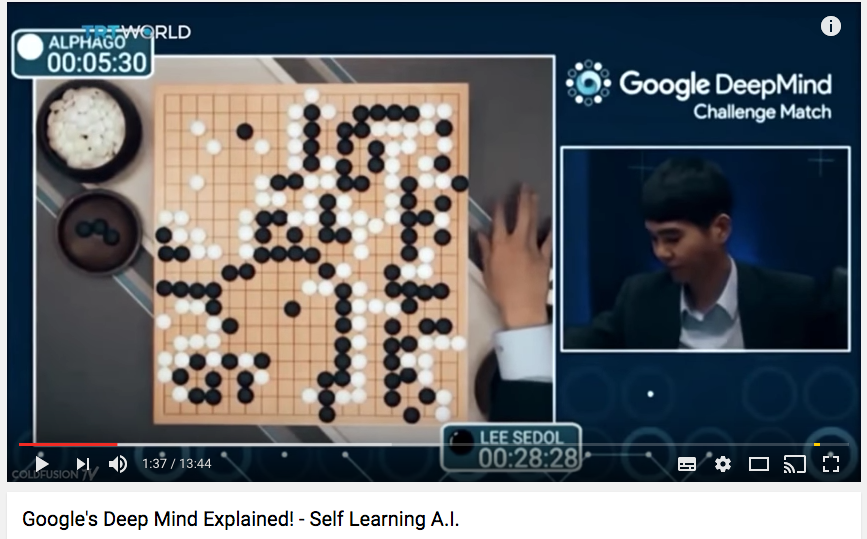 TRT WORLD
ALPHAGO
00:05:30
i
Google DeepMind
Challenge Match
LEE SEDOL
00:28:28
1:37 / 13:44
COLDFUSION TV
Google's Deep Mind Explained! - Self Learning A.I.